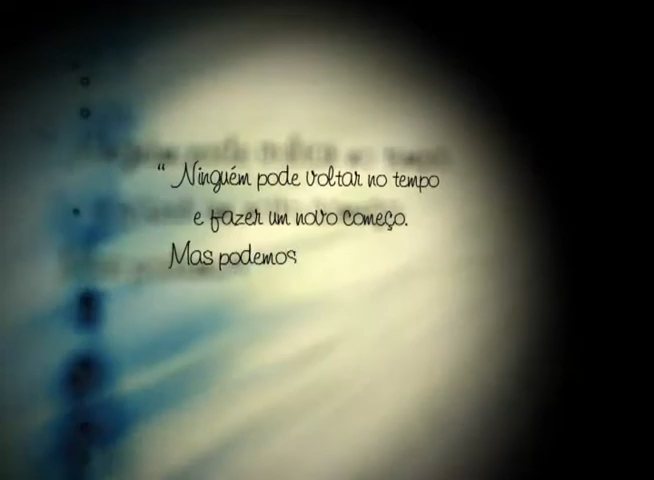 “ Ninguém pode voltar no tempo
e fazer um novo começo.
Mas podemos